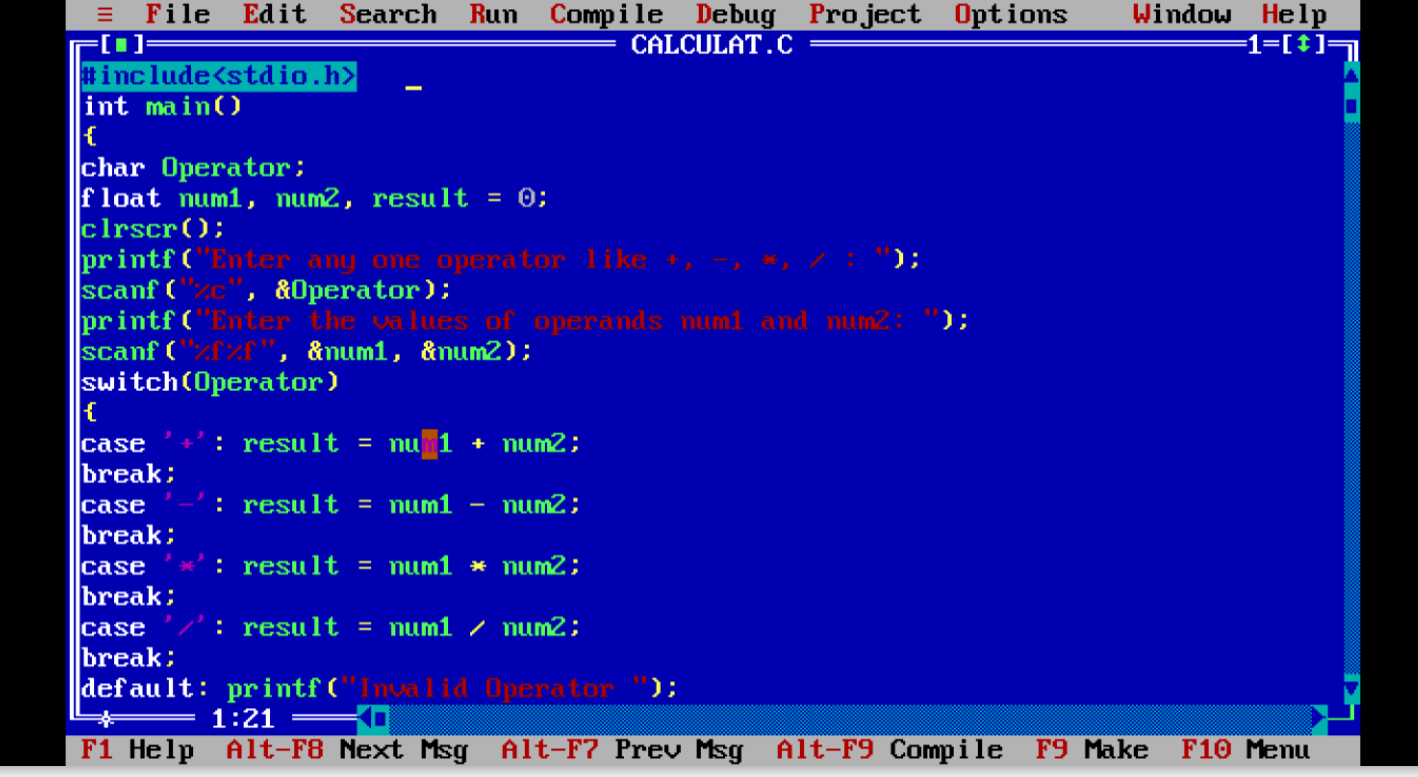 ≡ File Edit Search Run Compile Debug Project Options Window Help
[■] CALCULAT.C 1=[↕]
#include<stdio.h>
int main()
{
char Operator;
float num1, num2, result = 0;
clrscr();
printf("Enter any one operator like +, -, *, / : ");
scanf("%c", &Operator);
printf("Enter the values of operands num1 and num2: ");
scanf("%f%f", &num1, &num2);
switch(Operator)
{
case '+': result = num1 + num2;
break;
case '-': result = num1 - num2;
break;
case '*': result = num1 * num2;
break;
case '/': result = num1 / num2;
break;
default: printf("Invalid Operator ");
1:21
F1 Help Alt-F8 Next Msg Alt-F7 Prev Msg Alt-F9 Compile F9 Make F10 Menu